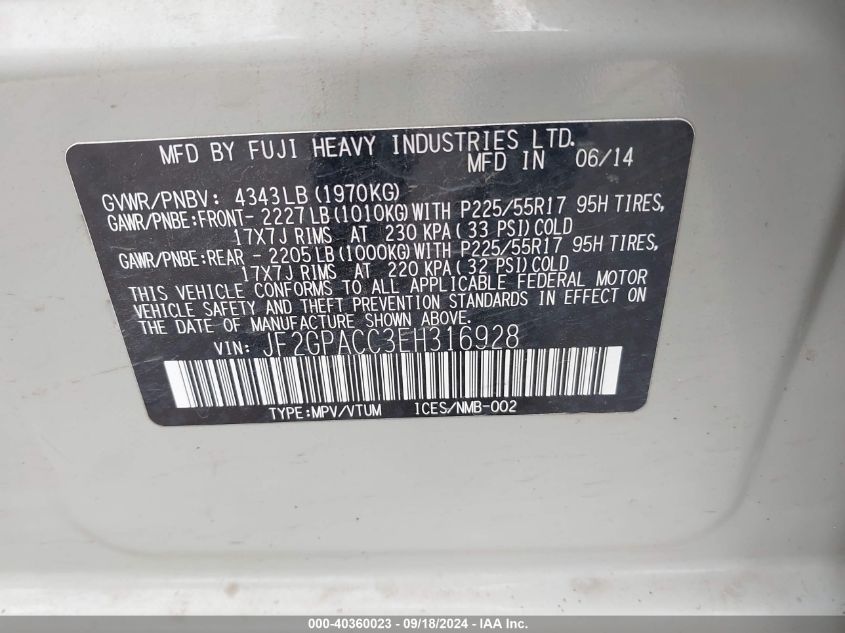 MFD BY FUJI HEAVY INDUSTRIES LTD.
MFD IN 06/14
GVWR/PNBV: 4343LB (1970KG)
GAWR/PNBE:FRONT- 2227LB (1010KG) WITH P225/55R17 95H TIRES,
17X7J RIMS AT 230 KPA (33 PSI) COLD
GAWR/PNBE:REAR - 2205LB (1000KG) WITH P225/55R17 95H TIRES,
17X7J RIMS AT 220 KPA (32 PSI) COLD
THIS VEHICLE CONFORMS TO ALL APPLICABLE FEDERAL MOTOR
VEHICLE SAFETY AND THEFT PREVENTION STANDARDS IN EFFECT ON
THE DATE OF MANUFACTURE SHOWN ABOVE.
VIN: JF2GPACC3EH316928
TYPE:MPV/VTUM ICES/NMB-002
000-40360023 - 09/18/2024 - IAA Inc.